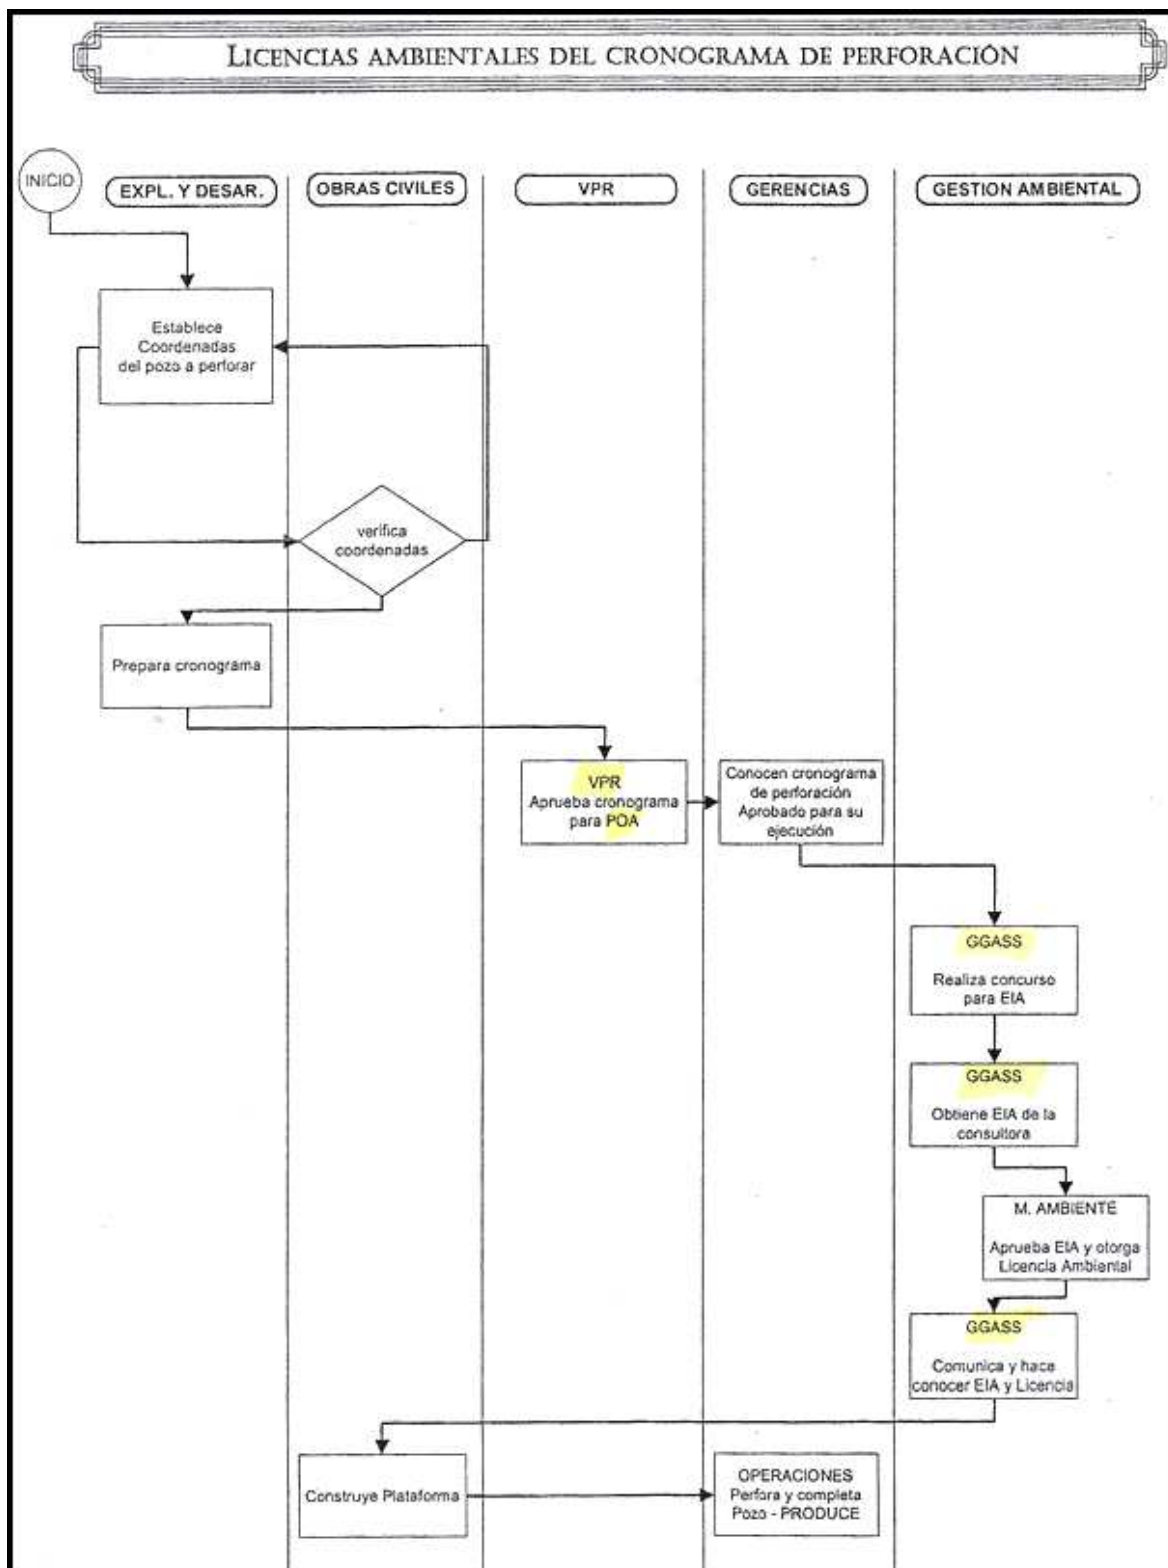 LICENCIAS AMBIENTALES DEL CRONOGRAMA DE PERFORACIÓN
INICIO
EXPL. Y DESAR.
OBRAS CIVILES
VPR
GERENCIAS
GESTION AMBIENTAL
Establece
Coordenadas
del pozo a perforar
verifica
coordenadas
Prepara cronograma
VPR
Aprueba cronograma
para POA
Conocen cronograma
de perforación
Aprobado para su
ejecución
GGASS
Realiza concurso
para EIA
GGASS
Obtiene EIA de la
consultora
M. AMBIENTE
Aprueba EIA y otorga
Licencia Ambiental
GGASS
Comunica y hace
conocer EIA y Licencia
Construye Plataforma
OPERACIONES
Perfora y completa
Pozo - PRODUCE